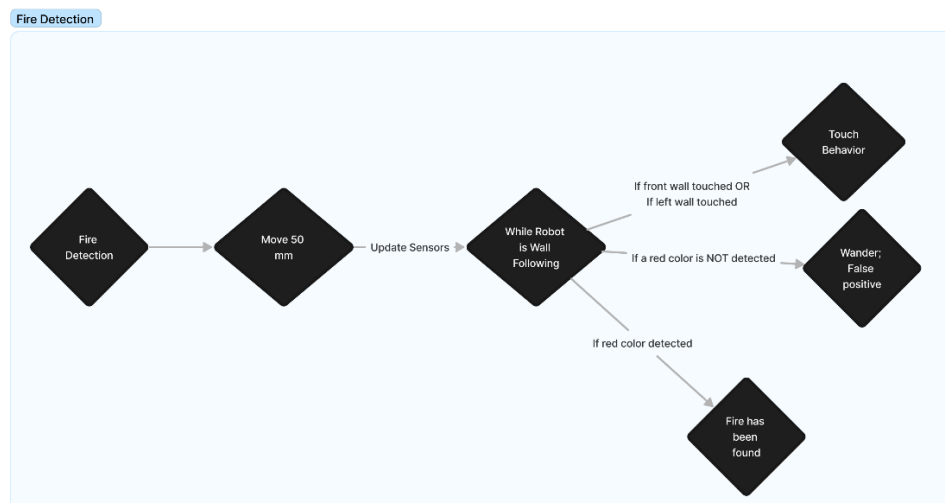 Fire Detection
Fire
Detection
Move 50
mm
Update Sensors
While Robot
is Wall
Following
If front wall touched OR
If left wall touched
Touch
Behavior
If a red color is NOT detected
Wander;
False
positive
If red color detected
Fire has
been
found